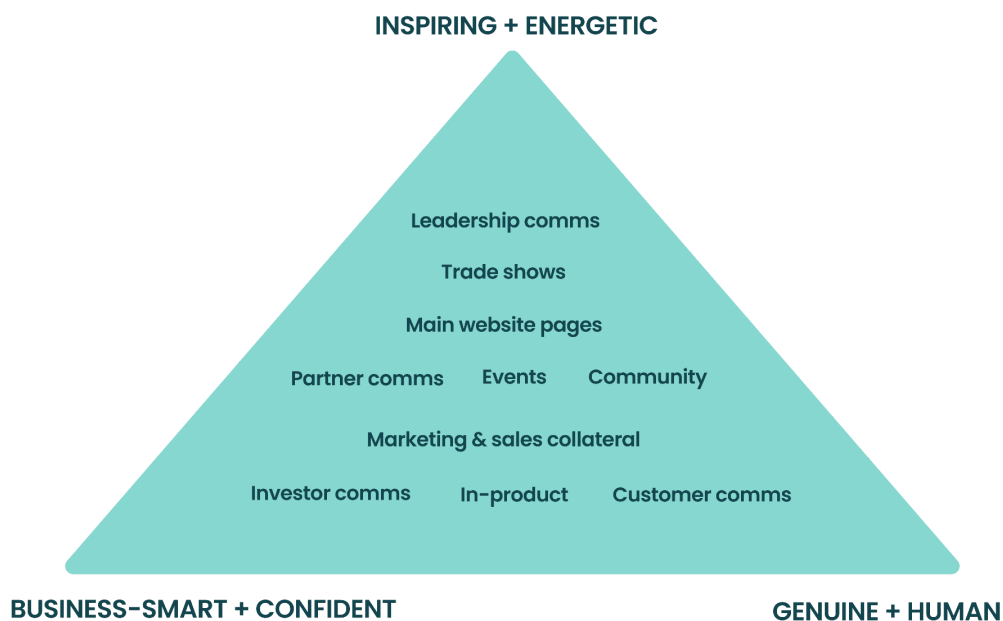 INSPIRING + ENERGETIC
Leadership comms
Trade shows
Main website pages
Partner comms Events Community
Marketing & sales collateral
Investor comms In-product Customer comms
BUSINESS-SMART + CONFIDENT GENUINE + HUMAN